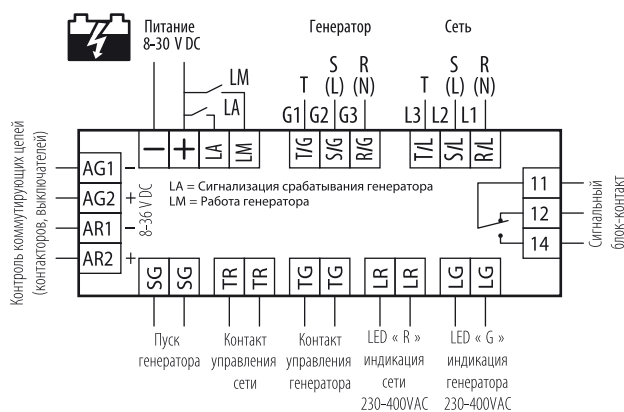 Питание
8–30 V DC
Генератор
Сеть
LM
LA
T
S
(L)
R
(N)
T
S
(L)
R
(N)
G1
G2
G3
L3
L2
L1
−
+
LA
LM
T/G
S/G
R/G
T/L
S/L
R/L
Контроль коммутирующих цепей
(контакторов, выключателей)
AG1
−
AG2
+
AR1
−
AR2
+
8–36 V DC
LA = Сигнализация срабатывания генератора
LM = Работа генератора
11
12
14
Сигнальный
блок-контакт
SG
SG
TR
TR
TG
TG
LR
LR
LG
LG
Пуск
генератора
Контакт
управления
сети
Контакт
управления
генератора
LED « R »
индикация
сети
230–400VAC
LED « G »
индикация
генератора
230–400VAC